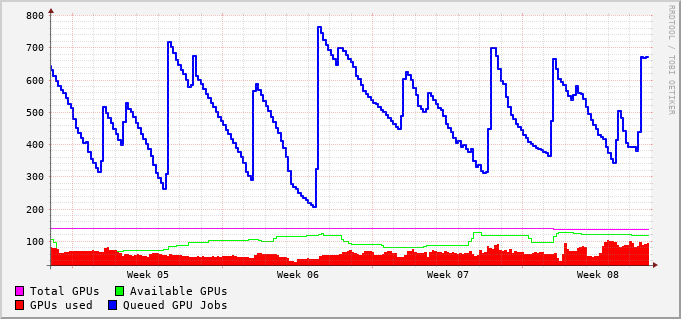 800
700
600
500
400
300
200
100
Week 05 Week 06 Week 07 Week 08
Total GPUs Available GPUs
GPUs used Queued GPU Jobs
RRDTOOL / TOBI OETIKER